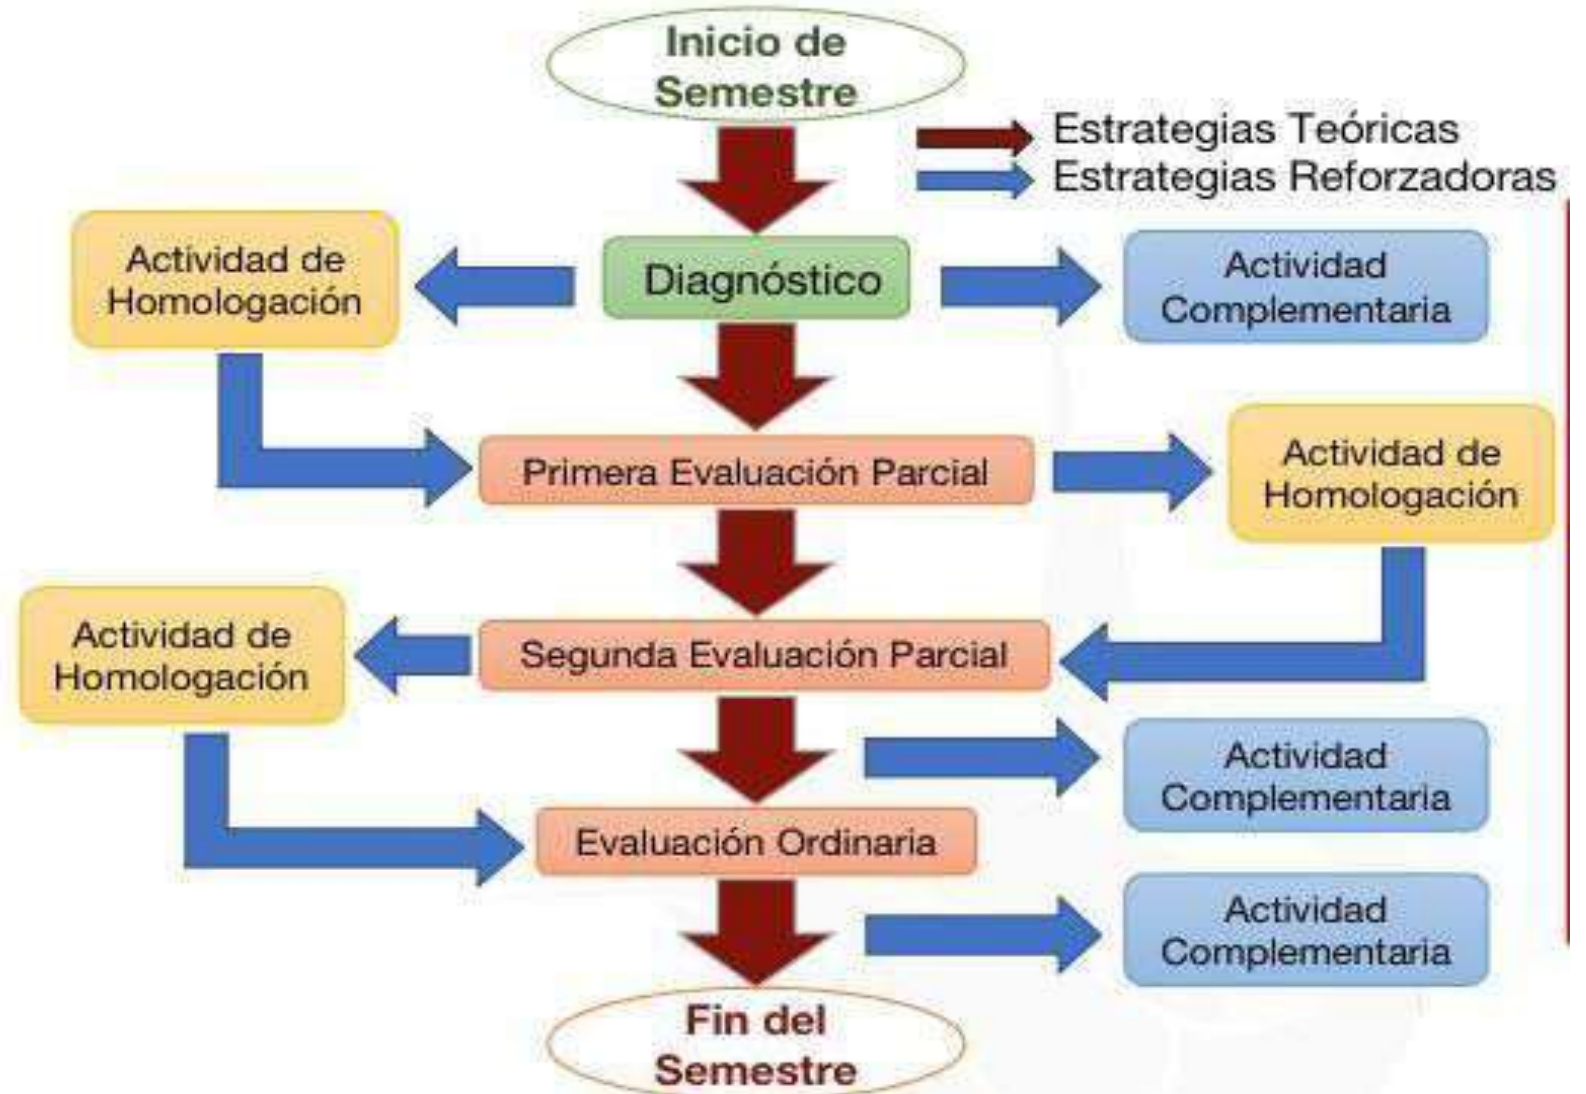 Inicio de
Semestre
Estrategias Teóricas
Estrategias Reforzadoras
Actividad de
Homologación
Diagnóstico
Actividad
Complementaria
Primera Evaluación Parcial
Actividad de
Homologación
Actividad de
Homologación
Segunda Evaluación Parcial
Actividad
Complementaria
Evaluación Ordinaria
Actividad
Complementaria
Fin del
Semestre